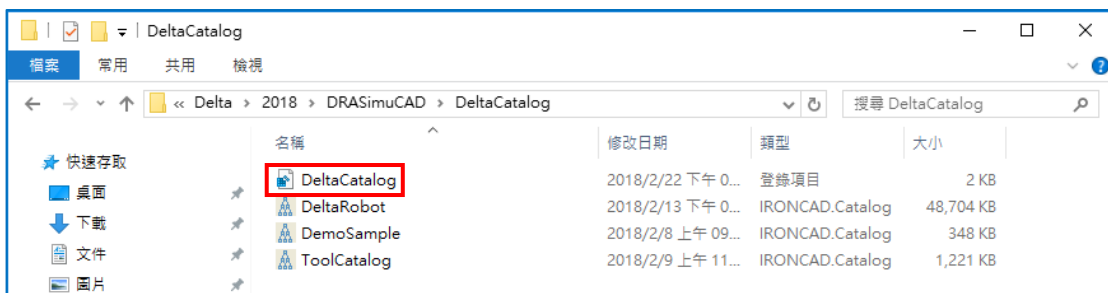 DeltaCatalog
檔案 常用 共用 檢視
« Delta > 2018 > DRASimuCAD > DeltaCatalog 搜尋 DeltaCatalog
名稱 修改日期 類型 大小
快速存取
桌面
下載
文件
圖片
DeltaCatalog 2018/2/22 下午 0... 登錄項目 2 KB
DeltaRobot 2018/2/13 下午 0... IRONCAD.Catalog 48,704 KB
DemoSample 2018/2/8 上午 09... IRONCAD.Catalog 348 KB
ToolCatalog 2018/2/9 上午 11... IRONCAD.Catalog 1,221 KB